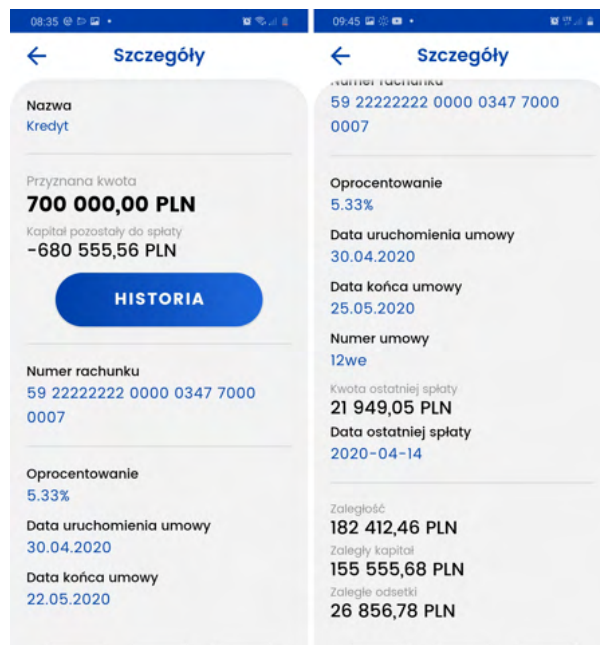 08:35
Szczegóły
Nazwa
Kredyt
Przyznana kwota
700 000,00 PLN
Kapitał pozostały do spłaty
-680 555,56 PLN
HISTORIA
Numer rachunku
59 22222222 0000 0347 7000
0007
Oprocentowanie
5.33%
Data uruchomienia umowy
30.04.2020
Data końca umowy
22.05.2020
09:45
Szczegóły
Numer rachunku
59 22222222 0000 0347 7000
0007
Oprocentowanie
5.33%
Data uruchomienia umowy
30.04.2020
Data końca umowy
25.05.2020
Numer umowy
12we
Kwota ostatniej spłaty
21 949,05 PLN
Data ostatniej spłaty
2020-04-14
Zaległość
182 412,46 PLN
Zaległy kapitał
155 555,68 PLN
Zaległe odsetki
26 856,78 PLN